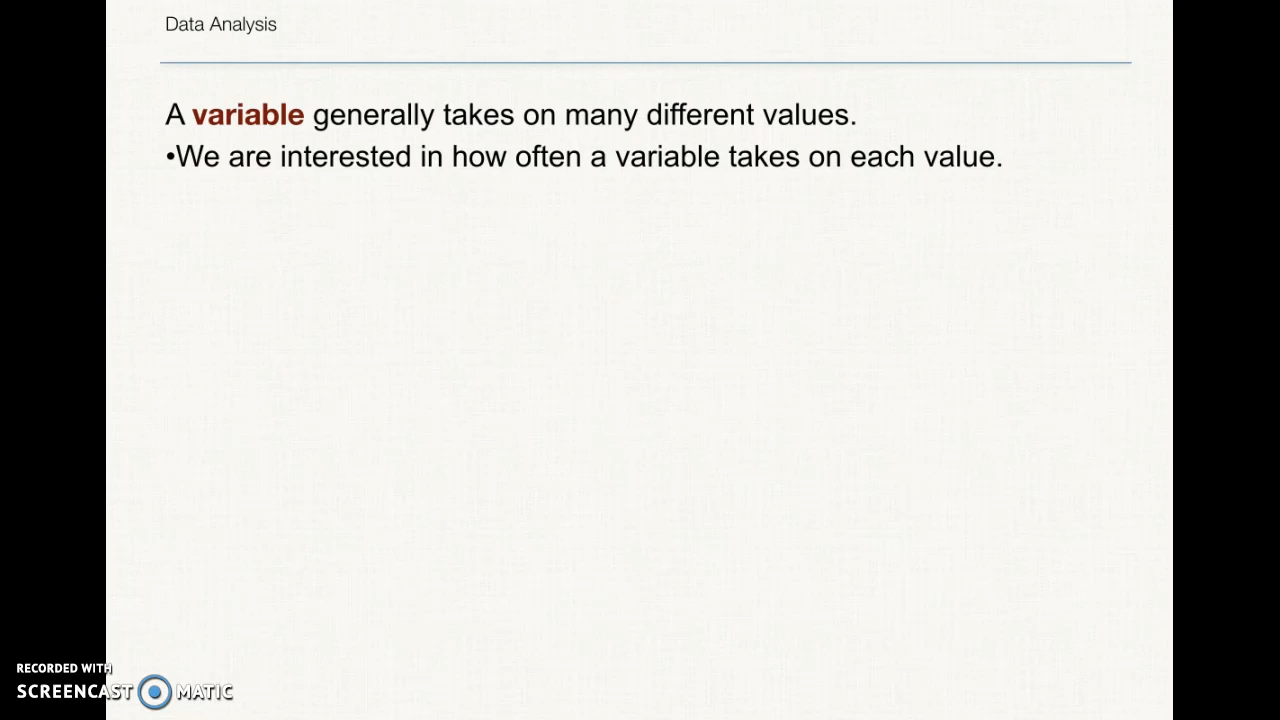 Data Analysis
A variable generally takes on many different values.
•We are interested in how often a variable takes on each value.
RECORDED WITH
SCREENCAST MATIC